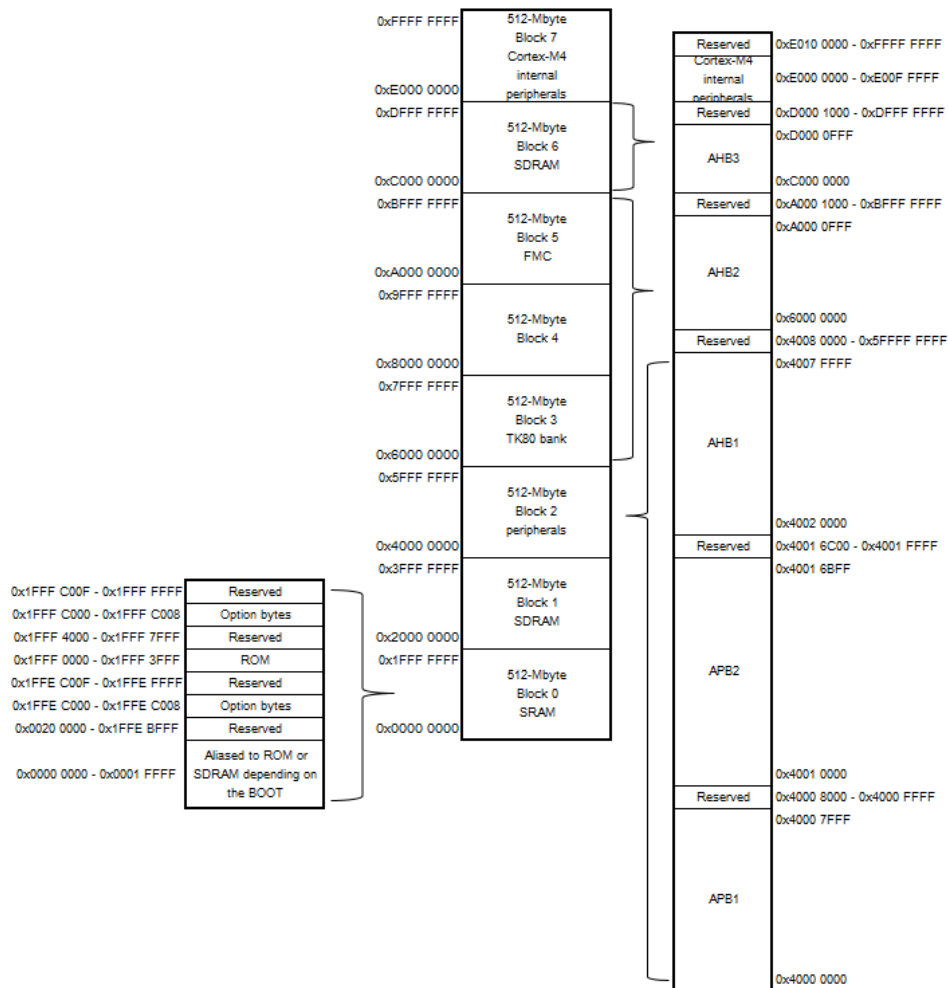 0xFFFF FFFF
512-Mbyte
Block 7
Cortex-M4
internal
peripherals
0xE000 0000
0xDFFF FFFF
512-Mbyte
Block 6
SDRAM
0xC000 0000
0xBFFF FFFF
512-Mbyte
Block 5
FMC
0xA000 0000
0x9FFF FFFF
512-Mbyte
Block 4
0x8000 0000
0x7FFF FFFF
512-Mbyte
Block 3
TK80 bank
0x6000 0000
0x5FFF FFFF
512-Mbyte
Block 2
peripherals
0x4000 0000
0x3FFF FFFF
512-Mbyte
Block 1
SDRAM
0x2000 0000
0x1FFF FFFF
512-Mbyte
Block 0
SRAM
0x0000 0000
0x1FFF C00F - 0x1FFF FFFF Reserved
0x1FFF C000 - 0x1FFF C008 Option bytes
0x1FFF 4000 - 0x1FFF 7FFF Reserved
0x1FFF 0000 - 0x1FFF 3FFF ROM
0x1FFE C00F - 0x1FFE FFFF Reserved
0x1FFE C000 - 0x1FFE C008 Option bytes
0x0020 0000 - 0x1FFE BFFF Reserved
Aliased to ROM or
0x0000 0000 - 0x0001 FFFF SDRAM depending on
the BOOT
Reserved 0xE010 0000 - 0xFFFF FFFF
Cortex-M4
internal 0xE000 0000 - 0xE00F FFFF
peripherals
Reserved 0xD000 1000 - 0xDFFF FFFF
0xD000 0FFF
AHB3
0xC000 0000
Reserved 0xA000 1000 - 0xBFFF FFFF
0xA000 0FFF
AHB2
0x6000 0000
Reserved 0x4008 0000 - 0x5FFFF FFFF
0x4007 FFFF
AHB1
0x4002 0000
Reserved 0x4001 6C00 - 0x4001 FFFF
0x4001 6BFF
APB2
0x4001 0000
Reserved 0x4000 8000 - 0x4000 FFFF
0x4000 7FFF
APB1
0x4000 0000